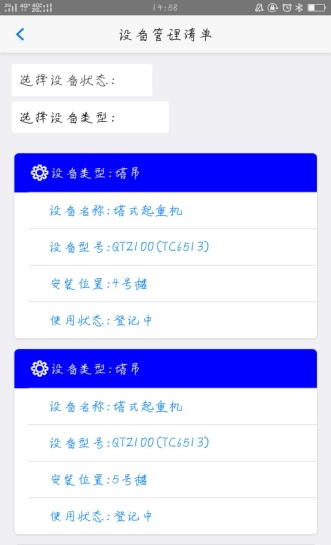 14:58
设备管理清单
选择设备状态:
选择设备类型:
设备类型:塔吊
设备名称:塔式起重机
设备型号:QTZ100(TC6513)
安装位置:4号楼
使用状态:登记中
设备类型:塔吊
设备名称:塔式起重机
设备型号:QTZ100(TC6513)
安装位置:5号楼
使用状态:登记中